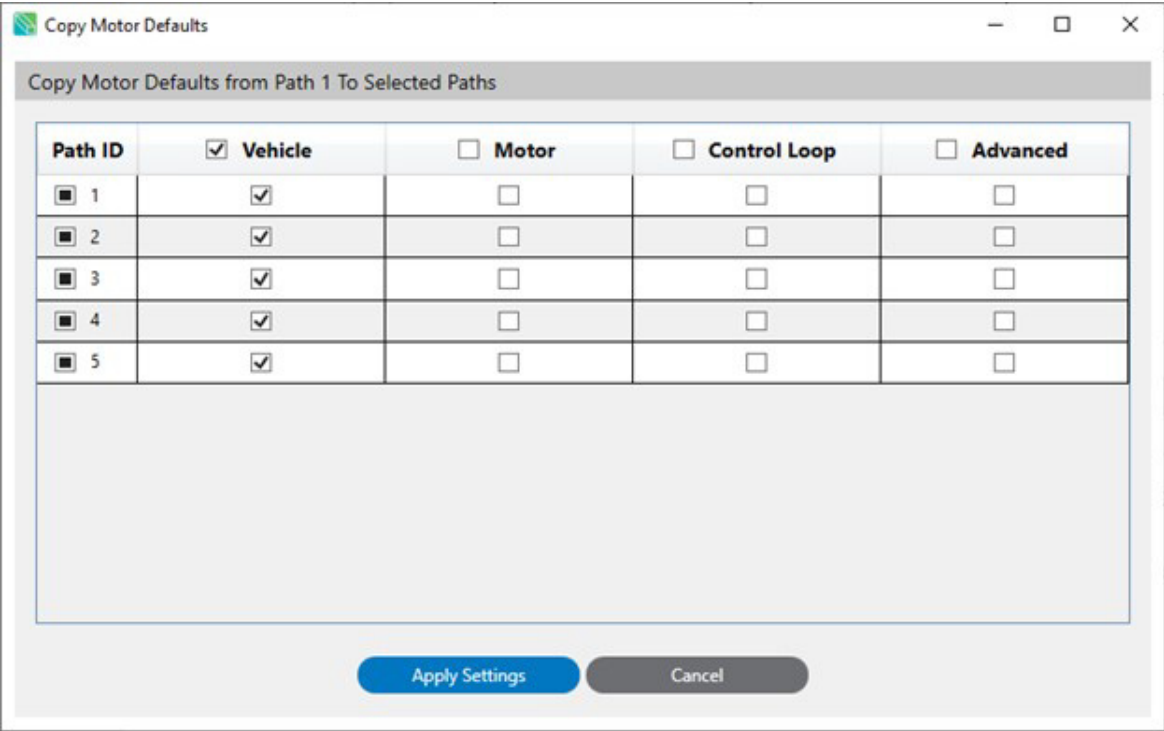 Copy Motor Defaults
Copy Motor Defaults from Path 1 To Selected Paths
Path ID Vehicle Motor Control Loop Advanced
1
2
3
4
5
Apply Settings Cancel